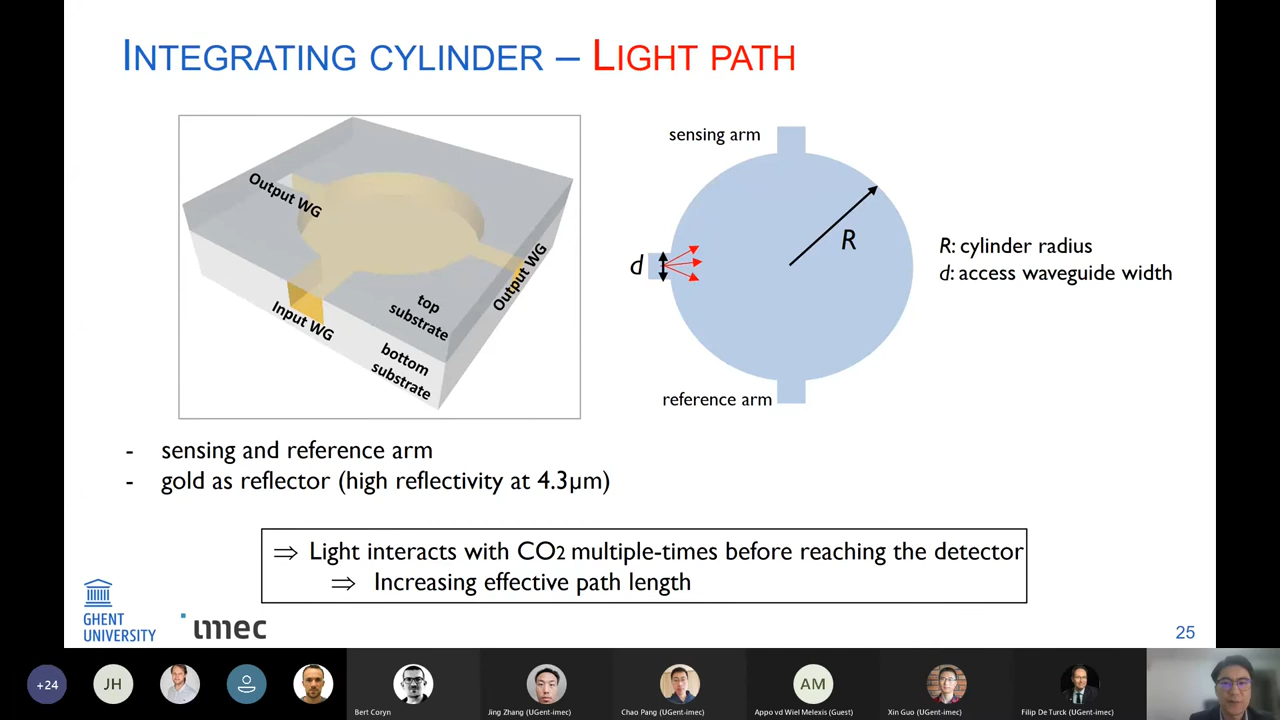 INTEGRATING CYLINDER – LIGHT PATH
Output WG
Input WG
Output WG
top
substrate
bottom
substrate
sensing arm
R
d
reference arm
R: cylinder radius
d: access waveguide width
- sensing and reference arm
- gold as reflector (high reflectivity at 4.3µm)
⇒ Light interacts with CO2 multiple-times before reaching the detector
⇒ Increasing effective path length
GHENT
UNIVERSITY
imec
25
+24
JH
AM
Bert Coryn
Jing Zhang (UGent-imec)
Chao Pang (UGent-imec)
Appo vd Wiel Melexis (Guest)
Xin Guo (UGent-imec)
Filip De Turck (UGent-imec)